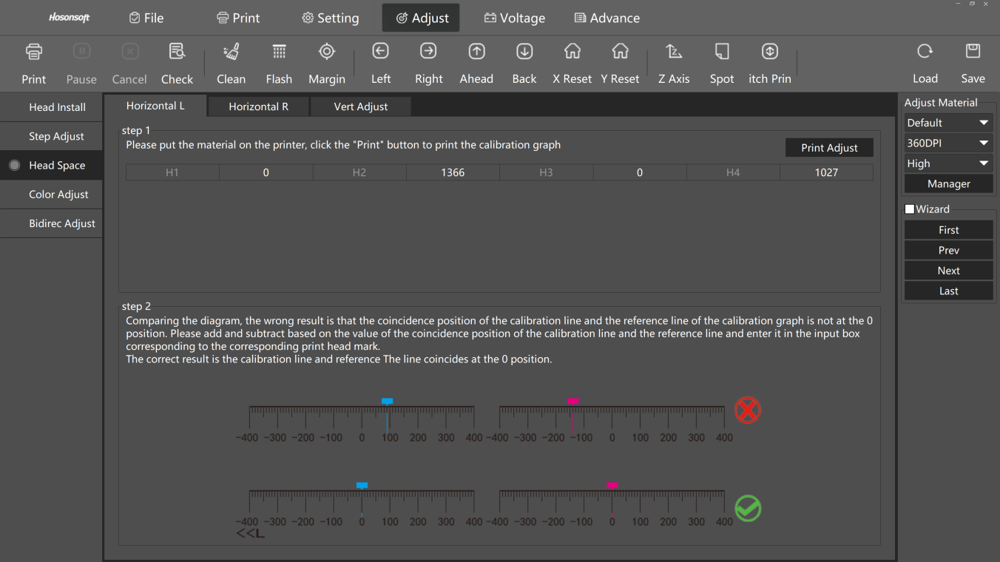 Hosonsoft
File
Print
Setting
Adjust
Voltage
Advance
Print
Pause
Cancel
Check
Clean
Flash
Margin
Left
Right
Ahead
Back
X Reset
Y Reset
Z Axis
Spot
itch Prin
Load
Save
Head Install
Step Adjust
Head Space
Color Adjust
Bidirec Adjust
Horizontal L
Horizontal R
Vert Adjust
step 1
Please put the material on the printer, click the "Print" button to print the calibration graph
Print Adjust
H1 0 H2 1366 H3 0 H4 1027
step 2
Comparing the diagram, the wrong result is that the coincidence position of the calibration line and the reference line of the calibration graph is not at the 0
position. Please add and subtract based on the value of the coincidence position of the calibration line and the reference line and enter it in the input box
corresponding to the corresponding print head mark.
The correct result is the calibration line and reference The line coincides at the 0 position.
-400 -300 -200 -100 0 100 200 300 400 -400 -300 -200 -100 0 100 200 300 400
-400 -300 -200 -100 0 100 200 300 400 -400 -300 -200 -100 0 100 200 300 400
<<L
Adjust Material
Default
360DPI
High
Manager
Wizard
First
Prev
Next
Last